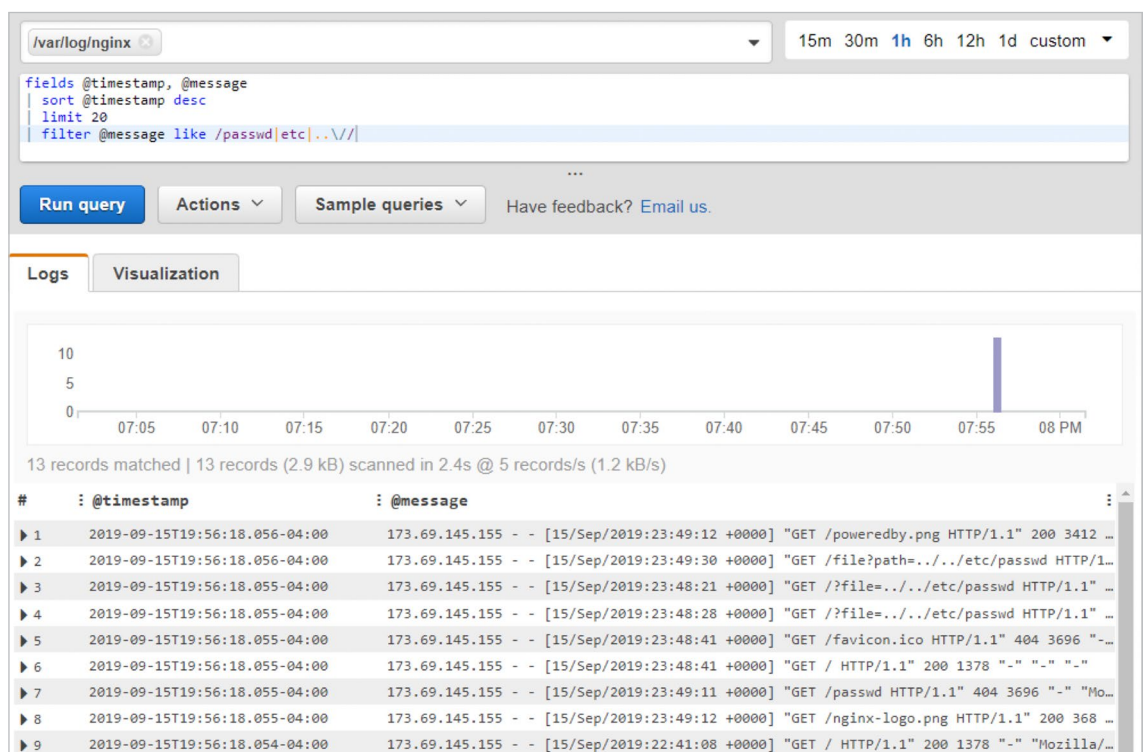 /var/log/nginx
15m 30m 1h 6h 12h 1d custom
fields @timestamp, @message
| sort @timestamp desc
| limit 20
| filter @message like /passwd|etc|..\//
...
Run query Actions Sample queries Have feedback? Email us.
Logs Visualization
10
5
0
07:05 07:10 07:15 07:20 07:25 07:30 07:35 07:40 07:45 07:50 07:55 08 PM
13 records matched | 13 records (2.9 kB) scanned in 2.4s @ 5 records/s (1.2 kB/s)
# : @timestamp : @message :
1 2019-09-15T19:56:18.056-04:00 173.69.145.155 - - [15/Sep/2019:23:49:12 +0000] "GET /poweredby.png HTTP/1.1" 200 3412 …
2 2019-09-15T19:56:18.056-04:00 173.69.145.155 - - [15/Sep/2019:23:49:30 +0000] "GET /file?path=../../etc/passwd HTTP/1…
3 2019-09-15T19:56:18.055-04:00 173.69.145.155 - - [15/Sep/2019:23:48:21 +0000] "GET /?file=../../etc/passwd HTTP/1.1" …
4 2019-09-15T19:56:18.055-04:00 173.69.145.155 - - [15/Sep/2019:23:48:28 +0000] "GET /?file=../../etc/passwd HTTP/1.1" …
5 2019-09-15T19:56:18.055-04:00 173.69.145.155 - - [15/Sep/2019:23:48:41 +0000] "GET /favicon.ico HTTP/1.1" 404 3696 "-…
6 2019-09-15T19:56:18.055-04:00 173.69.145.155 - - [15/Sep/2019:23:48:41 +0000] "GET / HTTP/1.1" 200 1378 "-" "-" "-"
7 2019-09-15T19:56:18.055-04:00 173.69.145.155 - - [15/Sep/2019:23:49:11 +0000] "GET /passwd HTTP/1.1" 404 3696 "-" "Mo…
8 2019-09-15T19:56:18.055-04:00 173.69.145.155 - - [15/Sep/2019:23:49:12 +0000] "GET /nginx-logo.png HTTP/1.1" 200 368 …
9 2019-09-15T19:56:18.054-04:00 173.69.145.155 - - [15/Sep/2019:22:41:08 +0000] "GET / HTTP/1.1" 200 1378 "-" "Mozilla/…